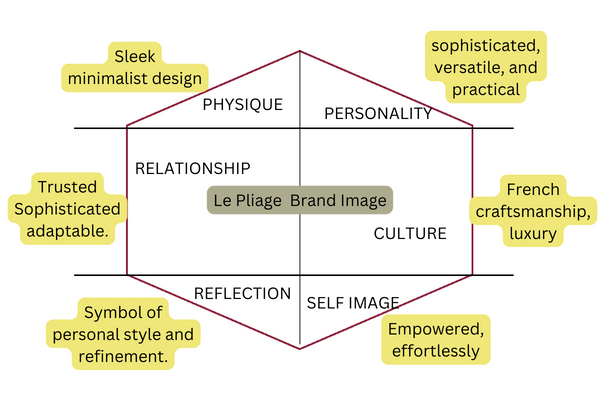 Sleek
minimalist design
sophisticated,
versatile, and
practical
PHYSIQUE
PERSONALITY
RELATIONSHIP
Trusted
Sophisticated
adaptable.
Le Pliage Brand Image
French
craftsmanship,
luxury
CULTURE
REFLECTION
SELF IMAGE
Symbol of
personal style and
refinement.
Empowered,
effortlessly